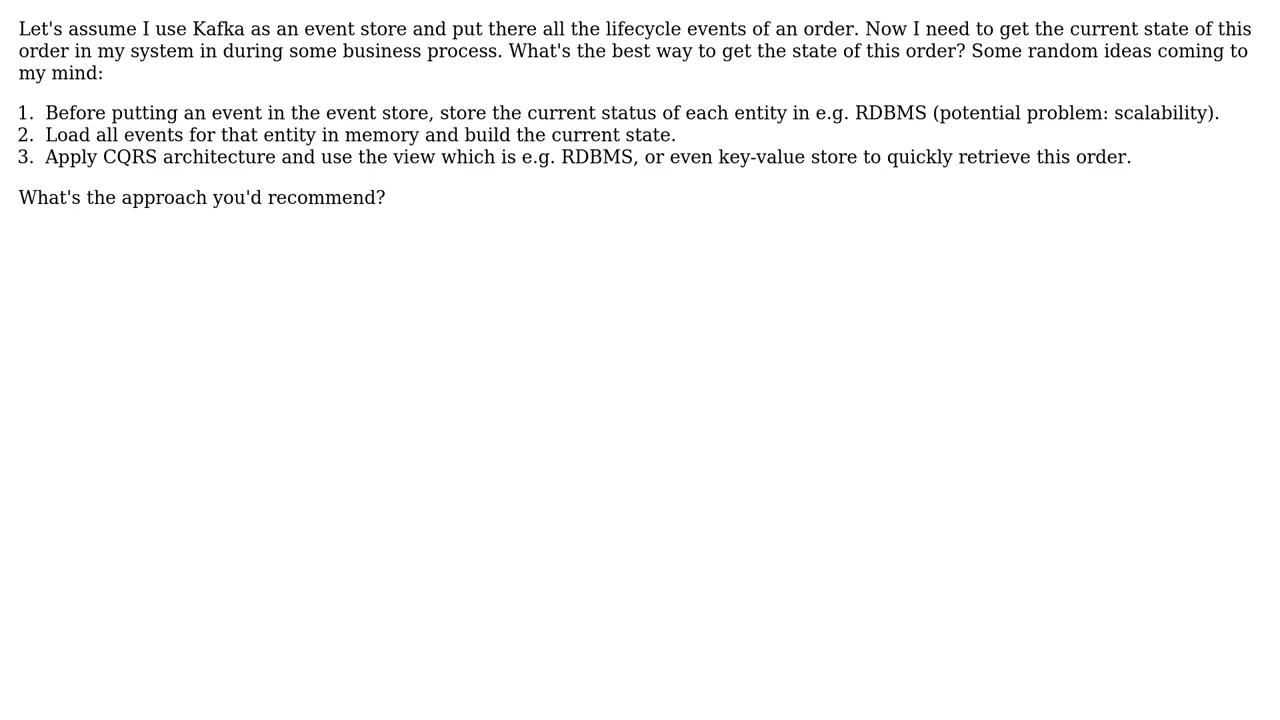 Let's assume I use Kafka as an event store and put there all the lifecycle events of an order. Now I need to get the current state of this
order in my system in during some business process. What's the best way to get the state of this order? Some random ideas coming to
my mind:
1. Before putting an event in the event store, store the current status of each entity in e.g. RDBMS (potential problem: scalability).
2. Load all events for that entity in memory and build the current state.
3. Apply CQRS architecture and use the view which is e.g. RDBMS, or even key-value store to quickly retrieve this order.
What's the approach you'd recommend?